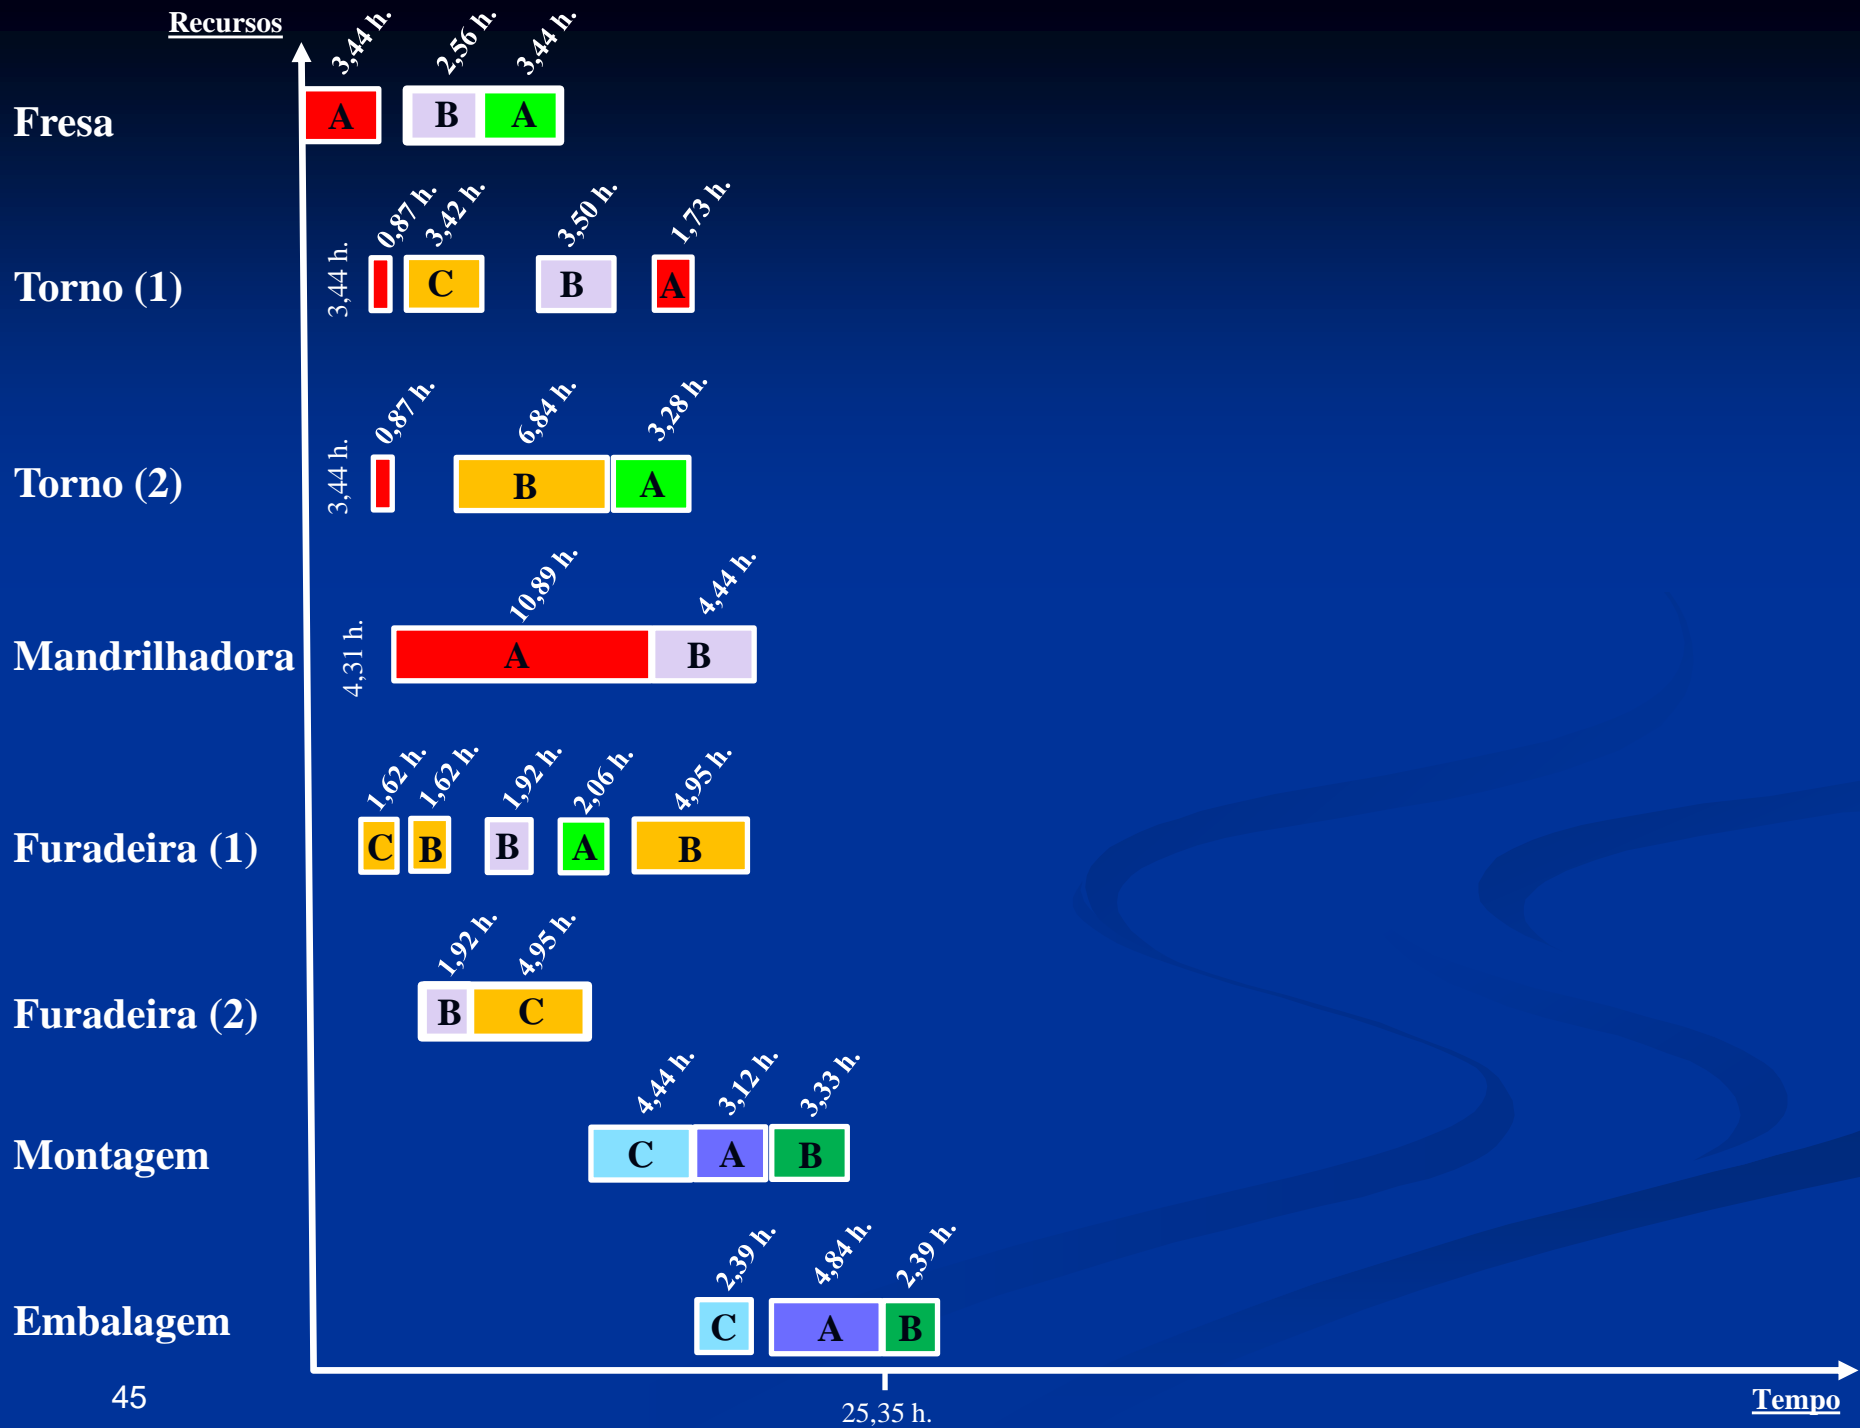 Recursos
3,44 h.
2,56 h.
3,44 h.
Fresa
A
B
A
0,87 h.
3,42 h.
3,50 h.
1,73 h.
Torno (1)
3,44 h.
C
B
A
0,87 h.
6,84 h.
3,28 h.
Torno (2)
3,44 h.
B
A
10,89 h.
4,44 h.
Mandrilhadora
4,31 h.
A
B
1,62 h.
1,62 h.
1,92 h.
2,06 h.
4,95 h.
Furadeira (1)
C
B
B
A
B
1,92 h.
4,95 h.
Furadeira (2)
B
C
4,44 h.
3,12 h.
3,33 h.
Montagem
C
A
B
2,39 h.
4,84 h.
2,39 h.
Embalagem
C
A
B
45
25,35 h.
Tempo